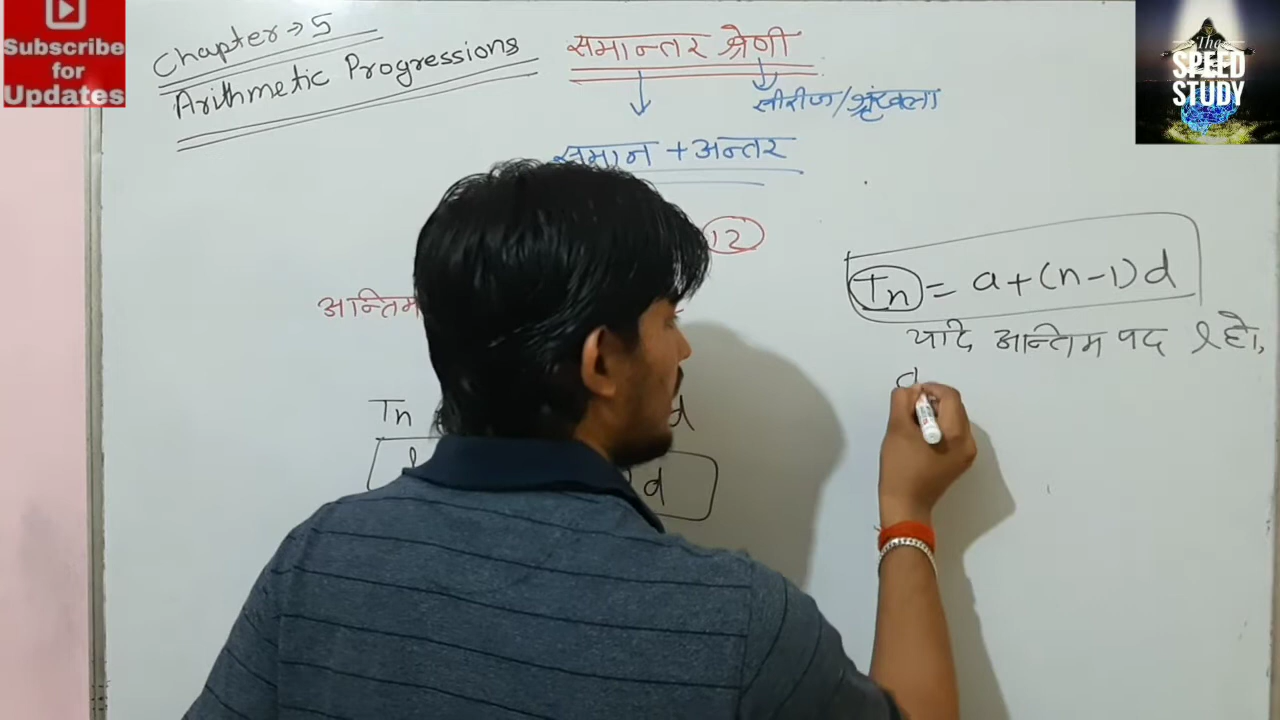 Subscribe
for
Updates
The
SPEED
STUDY
Chapter → 5
Arithmetic Progressions
समान्तर श्रेणी
सीरीज/श्रृंखला
समान + अन्तर
12
Tn = a+(n-1)d
अन्तिम
यदि अन्तिम पद l हो,
Tn
d
l
d